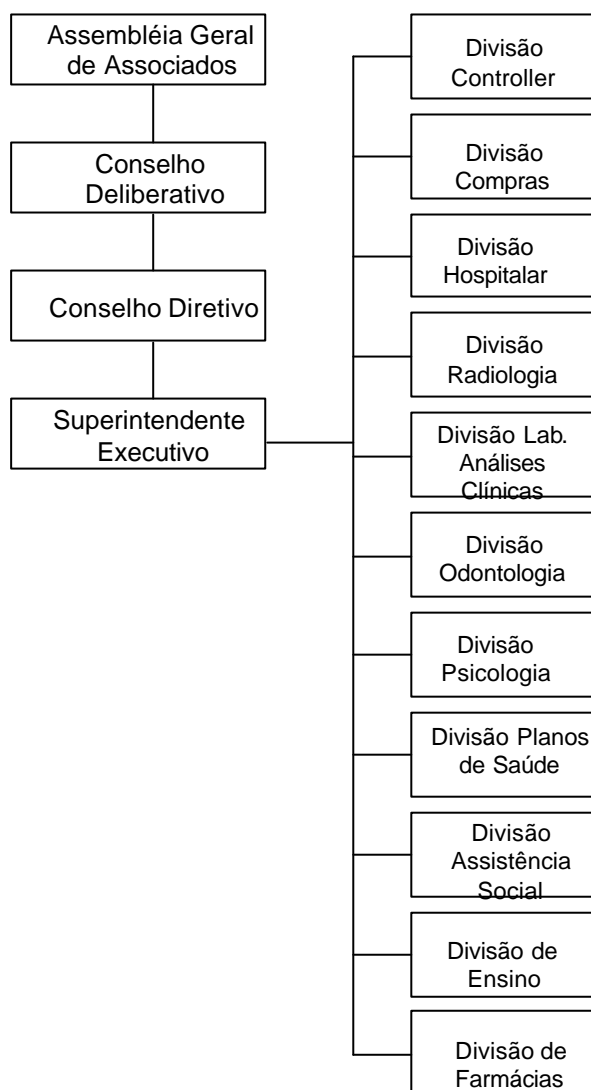 Assembléia Geral
de Associados
Conselho
Deliberativo
Conselho Diretivo
Superintendente
Executivo
Divisão
Controller
Divisão
Compras
Divisão
Hospitalar
Divisão
Radiologia
Divisão Lab.
Análises
Clínicas
Divisão
Odontologia
Divisão
Psicologia
Divisão Planos
de Saúde
Divisão
Assistência
Social
Divisão de
Ensino
Divisão de
Farmácias